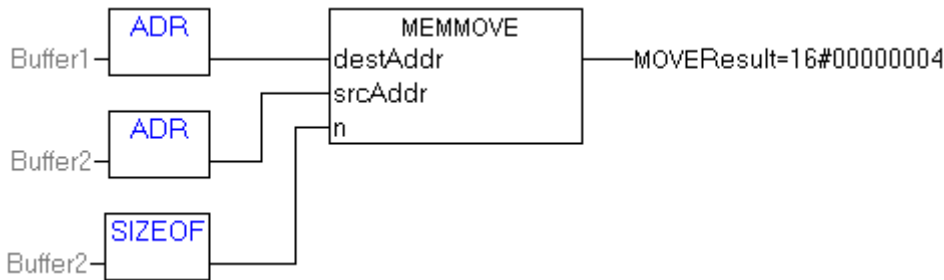 ADR
MEMMOVE
Buffer1
destAddr
MOVEResult=16#00000004
srcAddr
ADR
n
Buffer2
SIZEOF
Buffer2